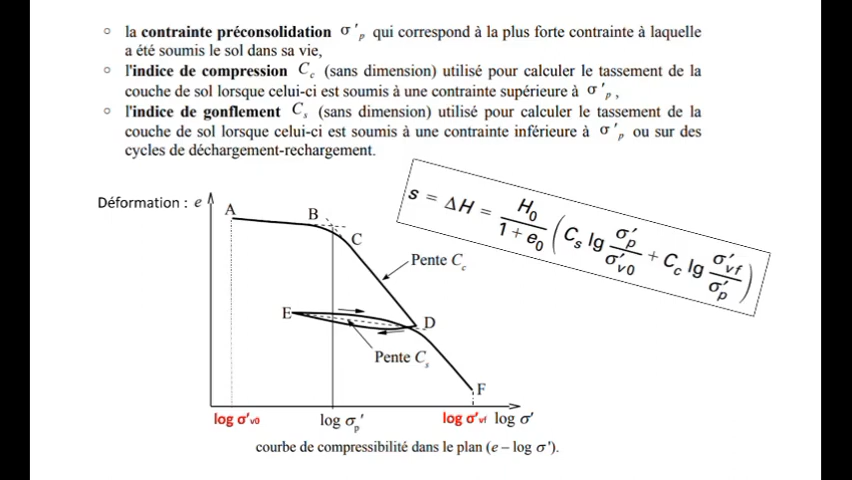 ○ la contrainte préconsolidation σ'p qui correspond à la plus forte contrainte à laquelle
a été soumis le sol dans sa vie,
○ l'indice de compression Cc (sans dimension) utilisé pour calculer le tassement de la
couche de sol lorsque celui-ci est soumis à une contrainte supérieure à σ'p,
○ l'indice de gonflement Cs (sans dimension) utilisé pour calculer le tassement de la
couche de sol lorsque celui-ci est soumis à une contrainte inférieure à σ'p ou sur des
cycles de déchargement-rechargement.
s = ΔH = H0 / (1 + e0) (Cs lg σ'p / σ'v0 + Cc lg σ'vf / σ'p)
Déformation : e
A
B
C
Pente Cc
E
D
Pente Cs
F
log σ'v0
log σp'
log σ'vf
log σ'
courbe de compressibilité dans le plan (e – log σ').